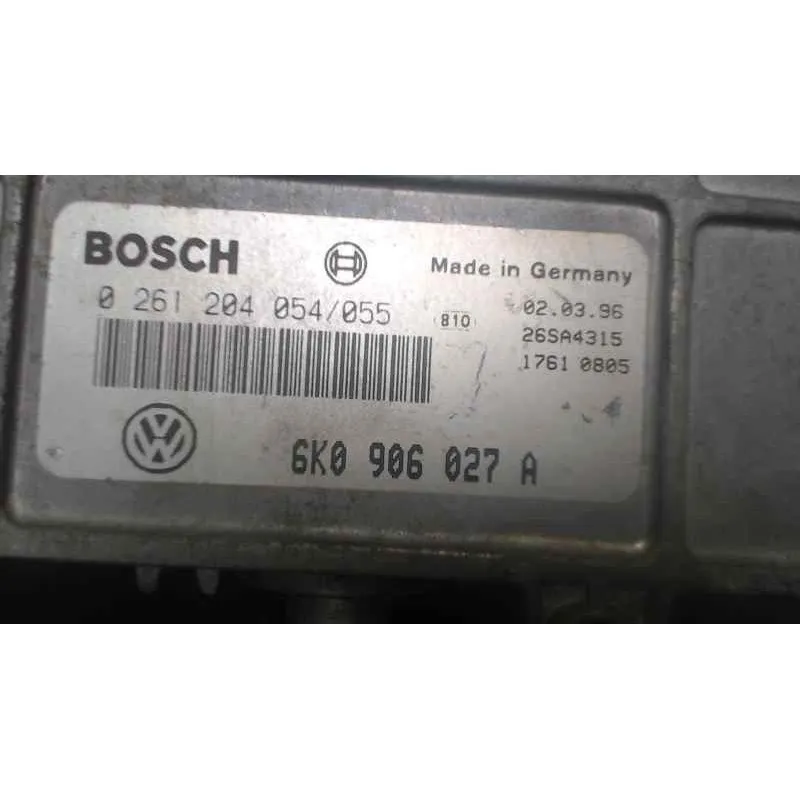 BOSCH
Made in Germany
0 261 204 054/055
810
02.03.96
26SA4315
1761 0805
6K0 906 027 A